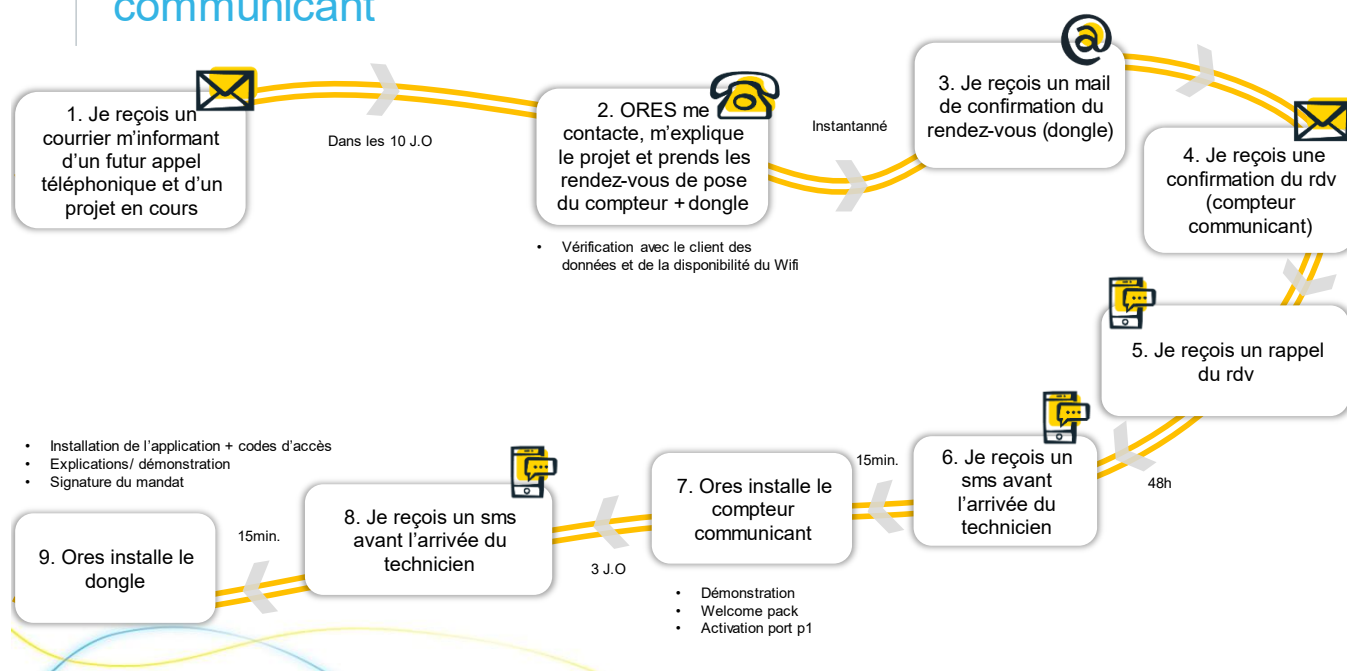 communicant
1. Je reçois un
courrier m'informant
d'un futur appel
téléphonique et d'un
projet en cours
Dans les 10 J.O
2. ORES me
contacte, m'explique
le projet et prends les
rendez-vous de pose
du compteur + dongle
• Vérification avec le client des
données et de la disponibilité du Wifi
Instantanné
3. Je reçois un mail
de confirmation du
rendez-vous (dongle)
4. Je reçois une
confirmation du rdv
(compteur
communicant)
5. Je reçois un rappel
du rdv
48h
6. Je reçois un
sms avant
l'arrivée du
technicien
15min.
7. Ores installe le
compteur
communicant
• Démonstration
• Welcome pack
• Activation port p1
3 J.O
8. Je reçois un sms
avant l'arrivée du
technicien
15min.
• Installation de l'application + codes d'accès
• Explications/ démonstration
• Signature du mandat
9. Ores installe le
dongle